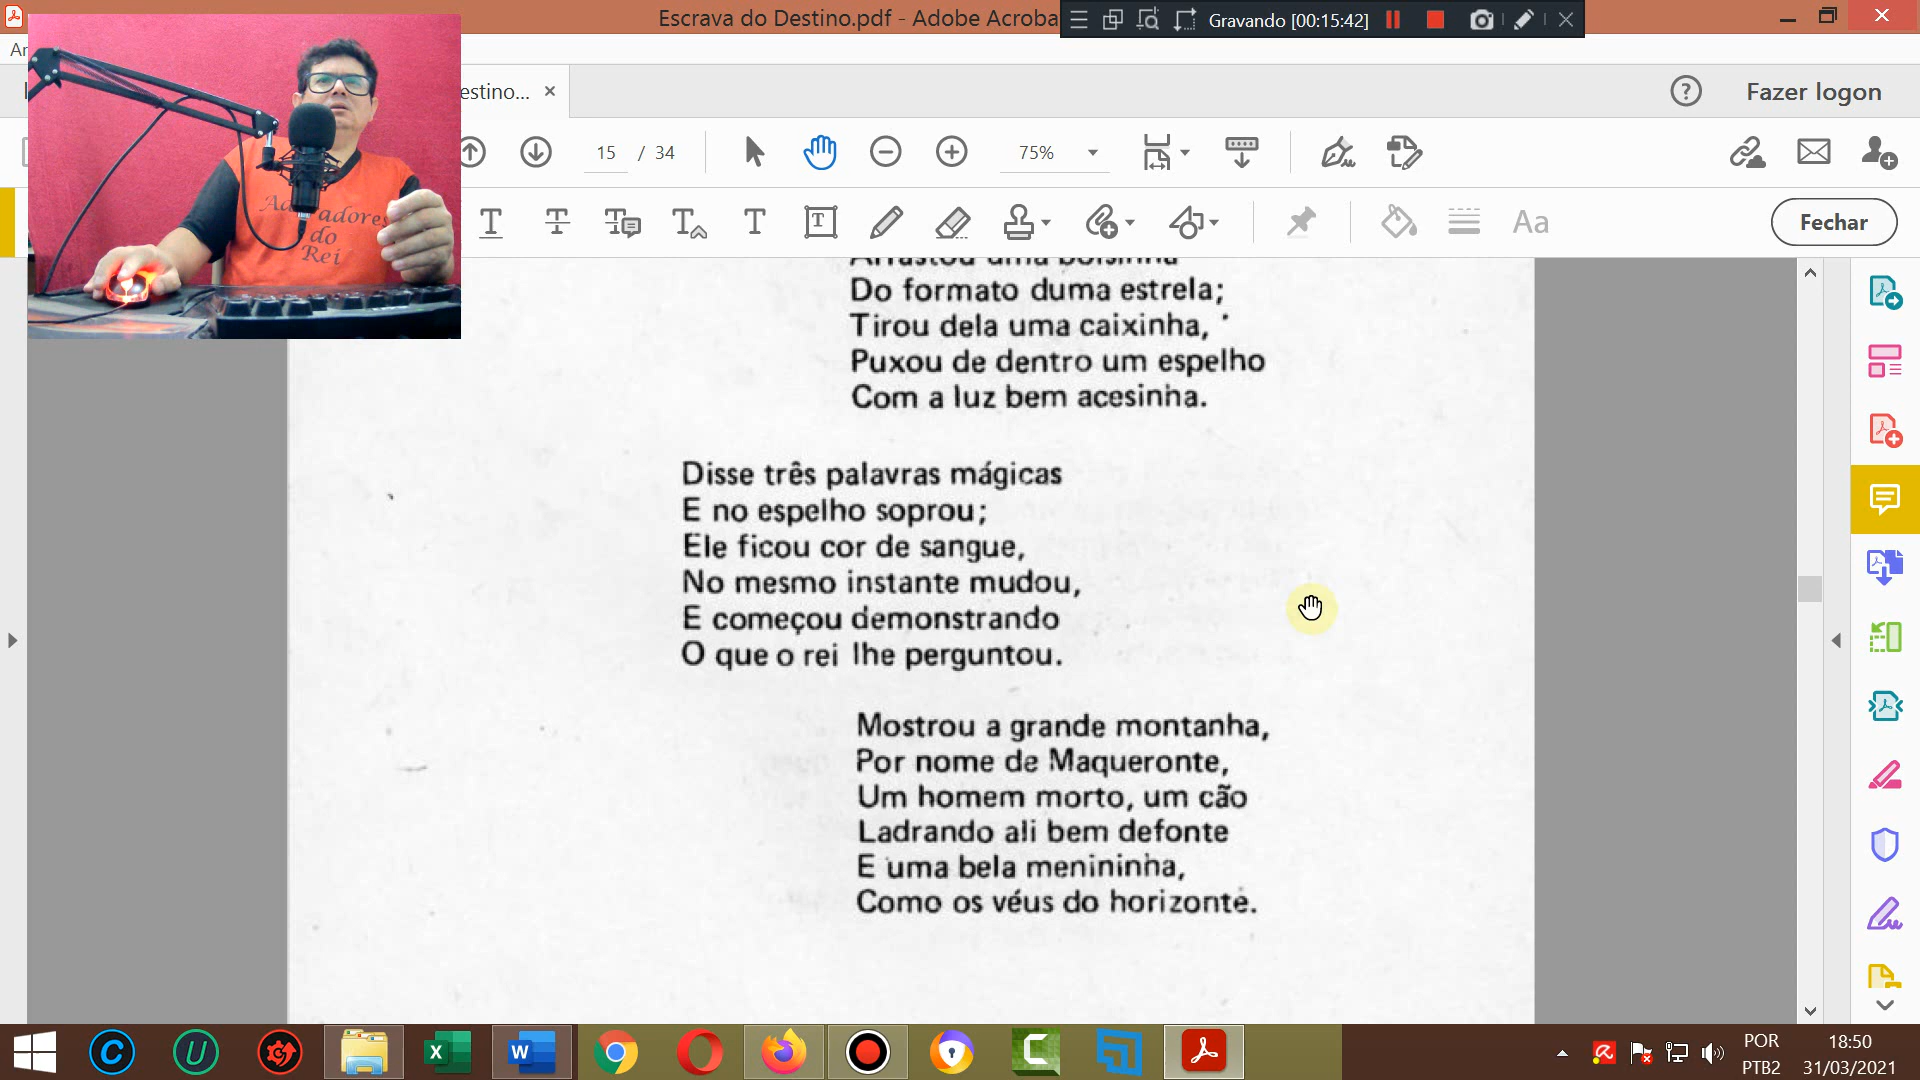 Escrava do Destino.pdf - Adobe Acroba
Gravando [00:15:42]
estino...
Fazer logon
15 / 34
75%
Fechar
Aa
Adoradores
do
Rei
Arrastou uma bolsinha
Do formato duma estrela;
Tirou dela uma caixinha,
Puxou de dentro um espelho
Com a luz bem acesinha.
Disse três palavras mágicas
E no espelho soprou;
Ele ficou cor de sangue,
No mesmo instante mudou,
E começou demonstrando
O que o rei lhe perguntou.
Mostrou a grande montanha,
Por nome de Maqueronte,
Um homem morto, um cão
Ladrando ali bem defonte
E uma bela menininha,
Como os véus do horizonte.
POR
PTB2
18:50
31/03/2021